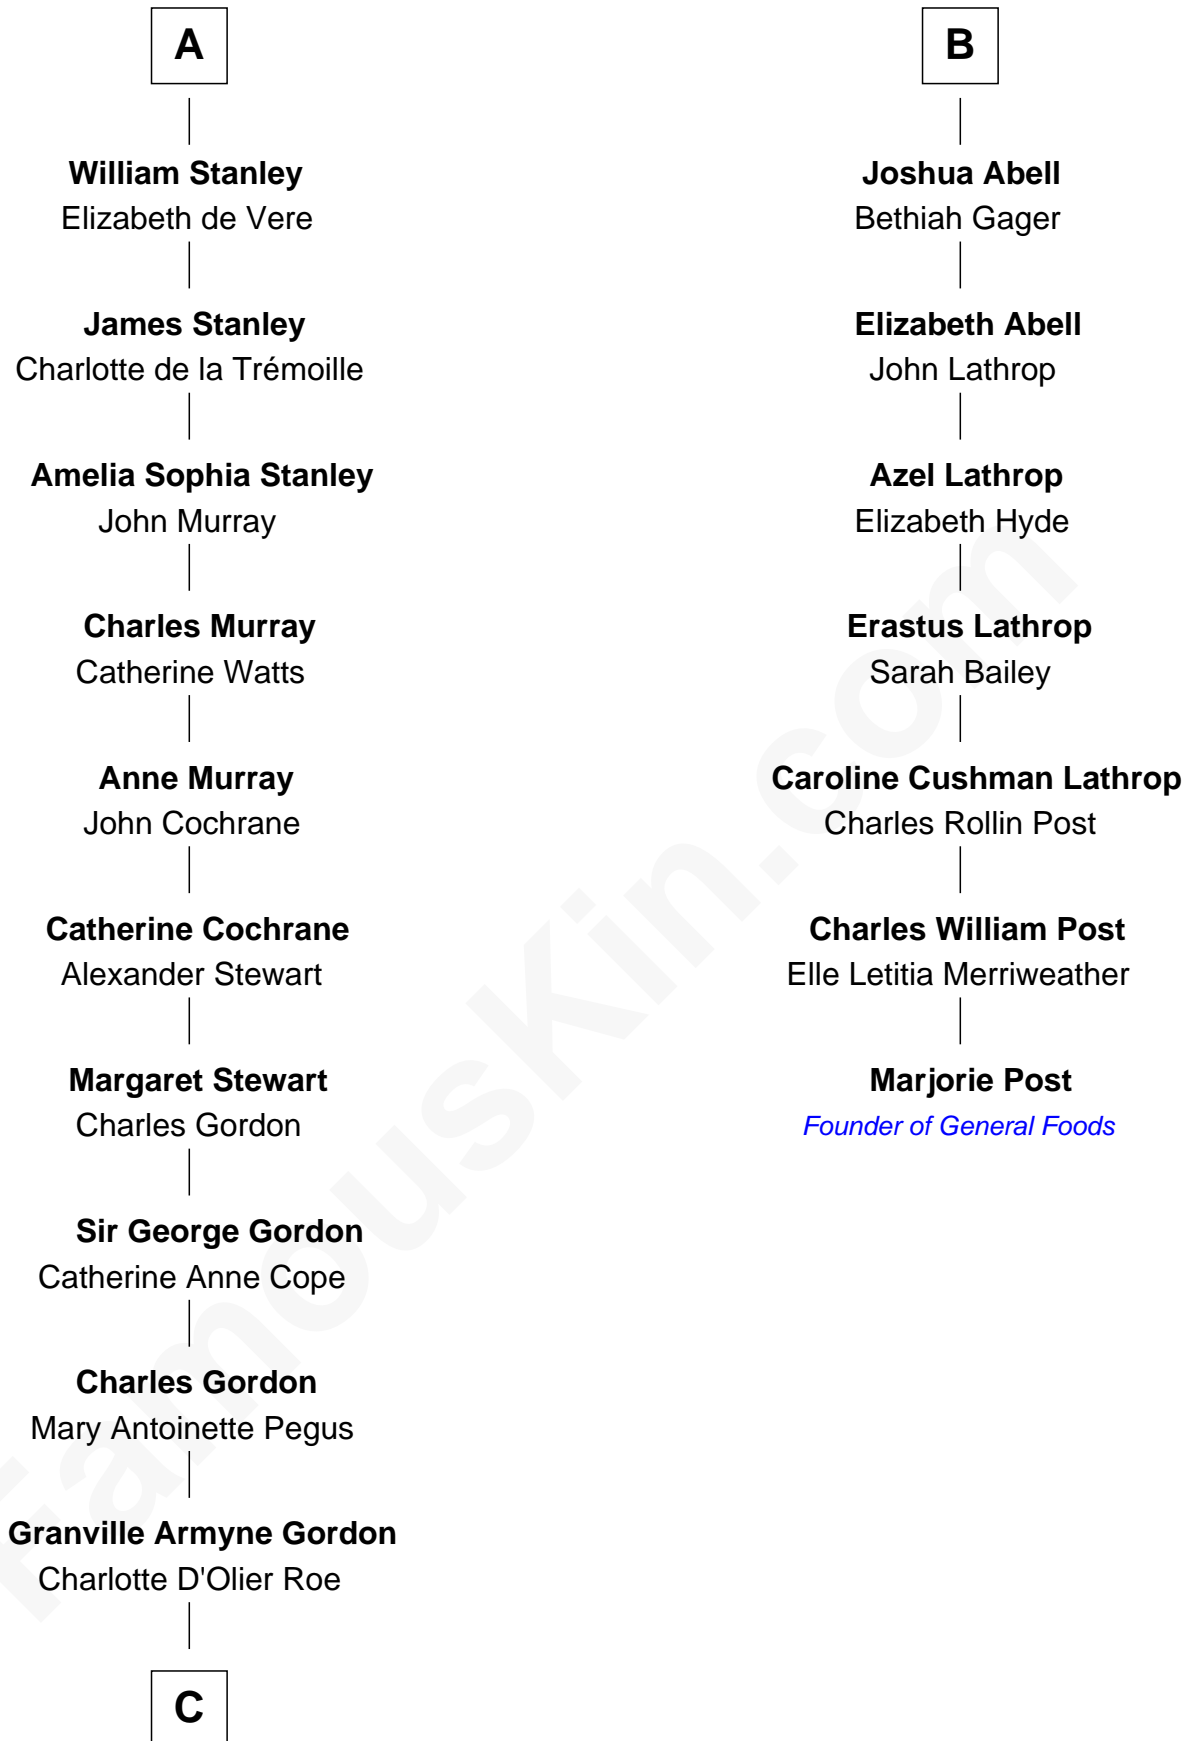 A
William Stanley
Elizabeth de Vere
James Stanley
Charlotte de la Trémoille
Amelia Sophia Stanley
John Murray
Charles Murray
Catherine Watts
Anne Murray
John Cochrane
Catherine Cochrane
Alexander Stewart
Margaret Stewart
Charles Gordon
Sir George Gordon
Catherine Anne Cope
Charles Gordon
Mary Antoinette Pegus
Granville Armyne Gordon
Charlotte D'Olier Roe
C
B
Joshua Abell
Bethiah Gager
Elizabeth Abell
John Lathrop
Azel Lathrop
Elizabeth Hyde
Erastus Lathrop
Sarah Bailey
Caroline Cushman Lathrop
Charles Rollin Post
Charles William Post
Elle Letitia Merriweather
Marjorie Post
Founder of General Foods
FamousKin.com